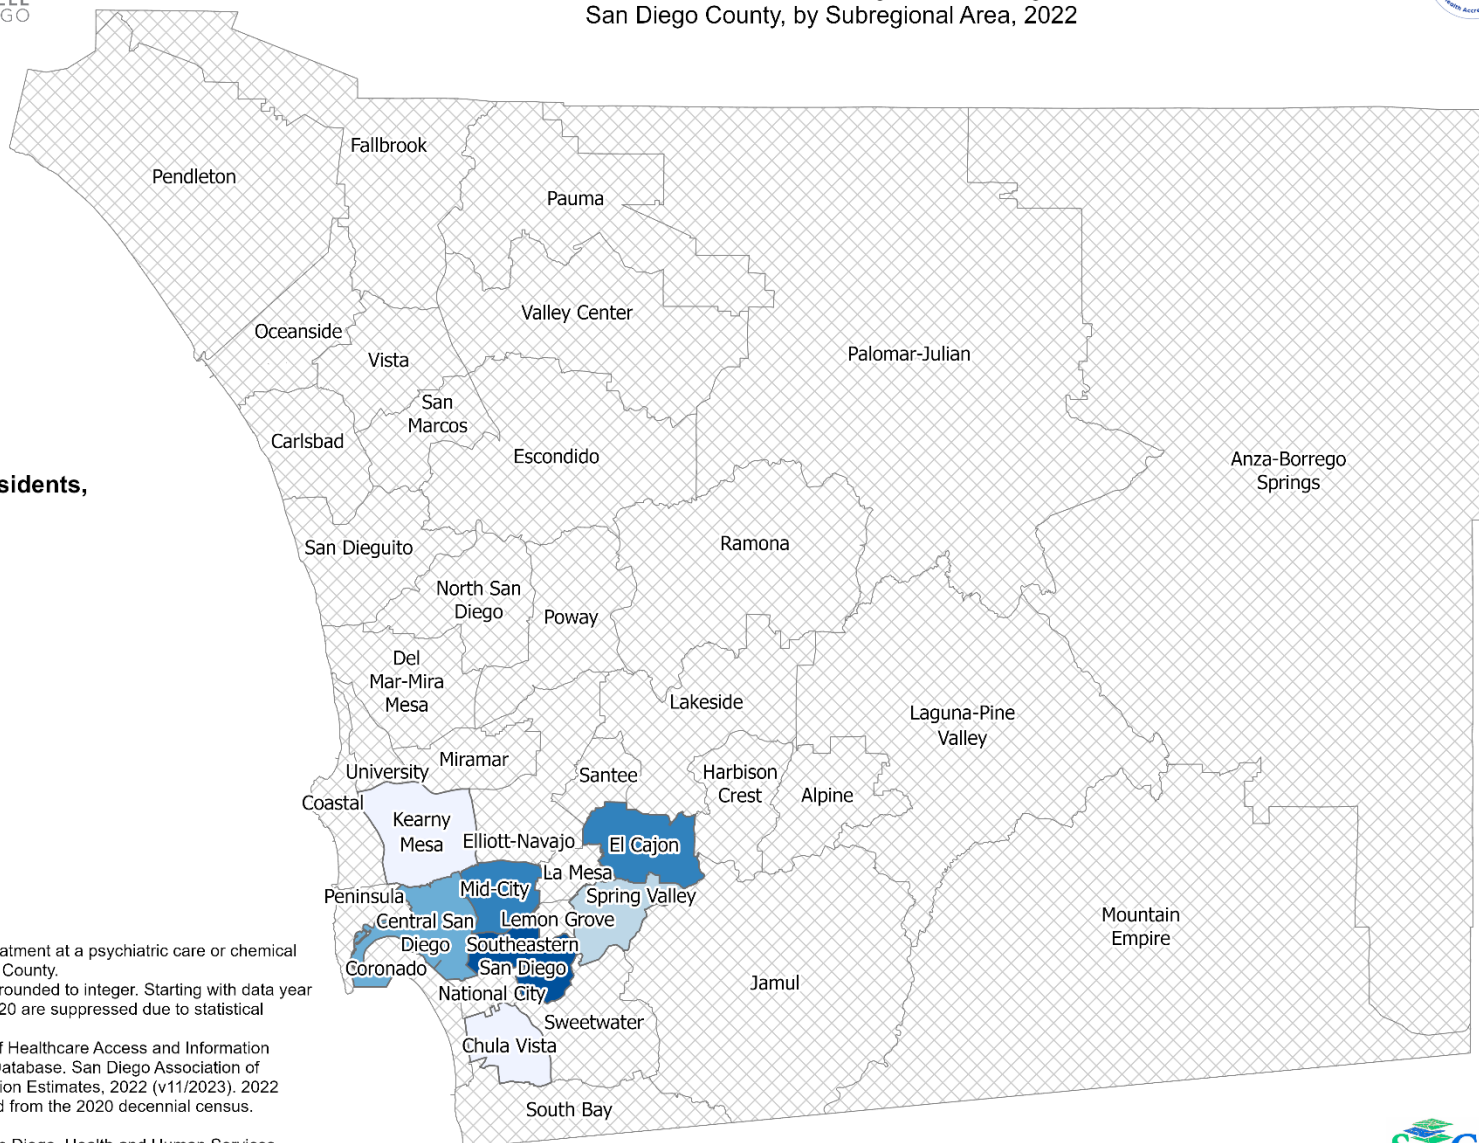 San Diego County, by Subregional Area, 2022
GO
Fallbrook
Pendleton
Pauma
Valley Center
Oceanside
Vista
Palomar-Julian
San
Marcos
Carlsbad
Escondido
Anza-Borrego
Springs
sidents,
San Dieguito
Ramona
North San
Diego
Poway
Del
Mar-Mira
Mesa
Lakeside
Laguna-Pine
Valley
Miramar
University
Santee
Harbison
Crest
Alpine
Coastal
Kearny
Mesa
Elliott-Navajo
El Cajon
La Mesa
Mid-City
Peninsula
Spring Valley
Central San
Diego
Lemon Grove
Southeastern
San Diego
Coronado
National City
Mountain
Empire
Jamul
Sweetwater
Chula Vista
South Bay
atment at a psychiatric care or chemical
County.
rounded to integer. Starting with data year
20 are suppressed due to statistical
f Healthcare Access and Information
atabase. San Diego Association of
ion Estimates, 2022 (v11/2023). 2022
d from the 2020 decennial census.